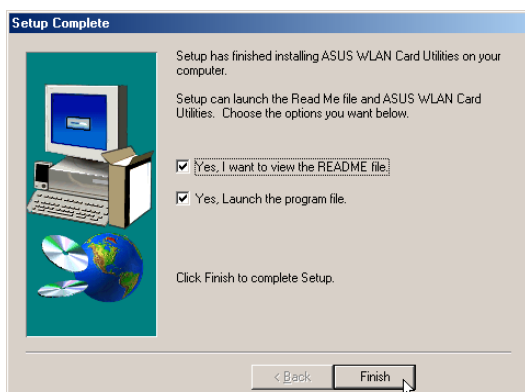 Setup Complete
Setup has finished installing ASUS WLAN Card Utilities on your
computer.
Setup can launch the Read Me file and ASUS WLAN Card
Utilities. Choose the options you want below.
Yes, I want to view the README file.
Yes, Launch the program file.
Click Finish to complete Setup.
< Back
Finish